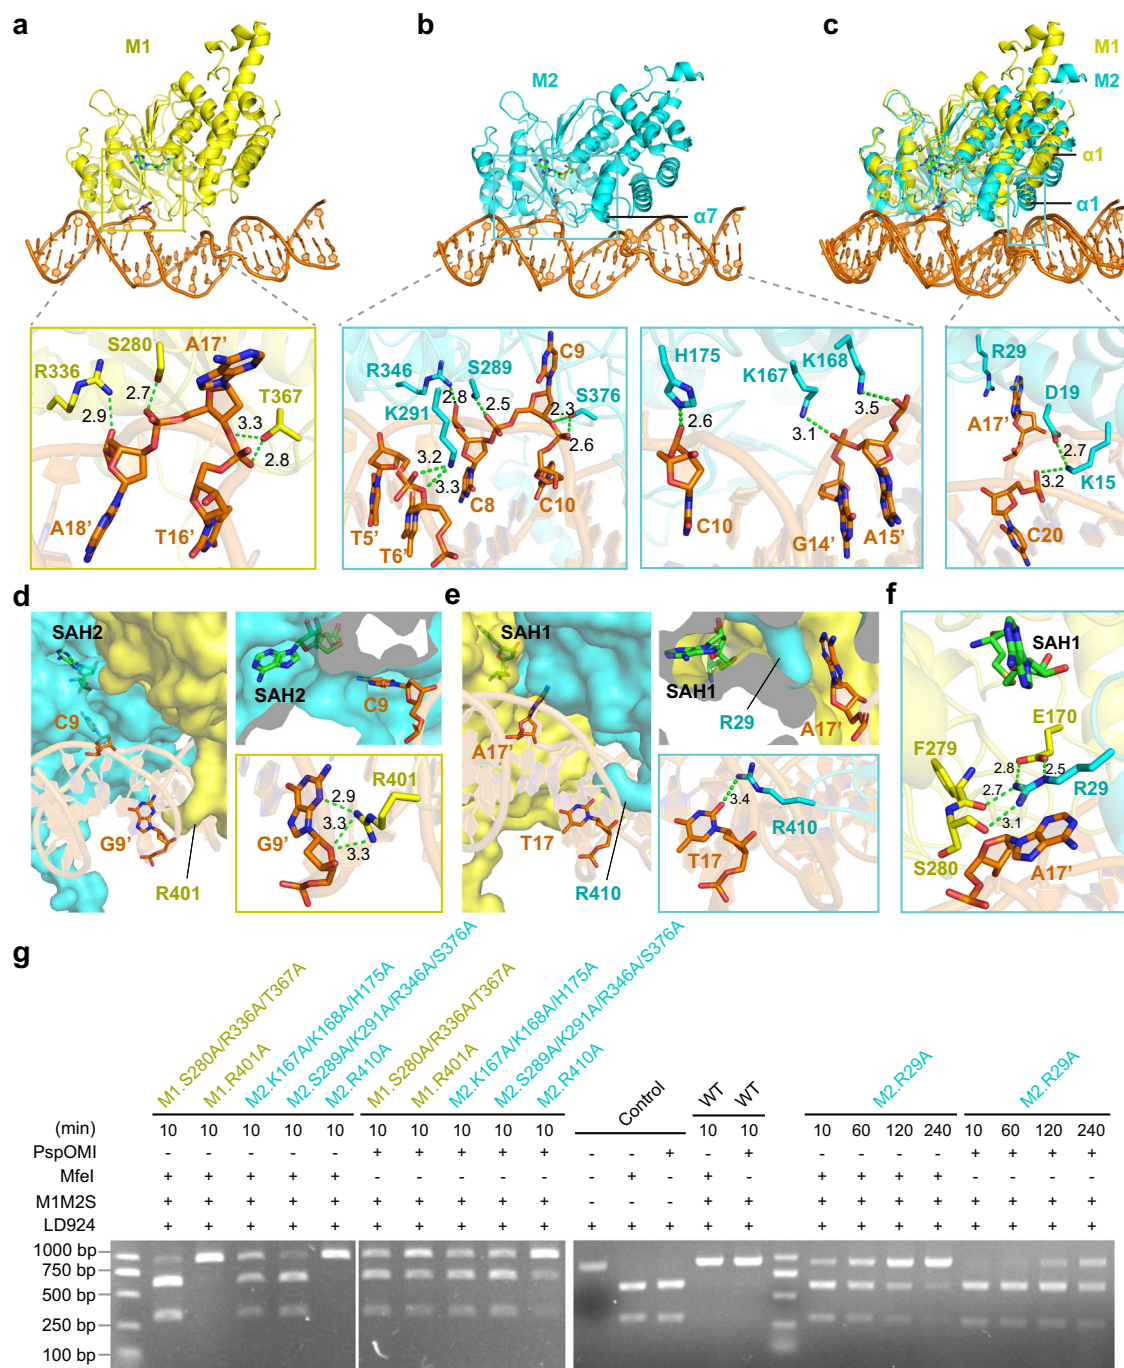 a
b
c
M1
M2
M1
M2
α1
α1
α7
S280
A17'
R336
T367
2.7
2.9
3.3
2.8
A18'
T16'
R346
S289
C9
K291
S376
2.8
2.5
2.3
2.6
3.2
3.3
C8
C10
T5'
T6'
H175
K168
K167
2.6
3.5
3.1
C10
G14'
A15'
R29
D19
A17'
2.7
3.2
K15
C20
d
e
f
SAH2
C9
G9'
R401
SAH2
C9
R401
2.9
3.3
3.3
G9'
SAH1
A17'
T17
R410
SAH1
R29
A17'
3.4
R410
T17
SAH1
E170
F279
2.8
2.5
2.7
R29
3.1
S280
A17'
g
M1.S280A/R336A/T367A
M1.R401A
M2.K167A/K168A/H175A
M2.S289A/K291A/R346A/S376A
M2.R410A
M1.S280A/R336A/T367A
M1.R401A
M2.K167A/K168A/H175A
M2.S289A/K291A/R346A/S376A
M2.R410A
Control
WT
WT
M2.R29A
M2.R29A
(min) 10 10 10 10 10 10 10 10 10 10 10 10 10 60 120 240 10 60 120 240
PspOMI - - - - - + + + + + - - + - + - - - - + + + +
MfeI + + + + + - - - - - - + - + - + + + + - - - -
M1M2S + + + + + + + + + + - - - + + + + + + + + + +
LD924 + + + + + + + + + + + + + + + + + + + + + + +
1000 bp
750 bp
500 bp
250 bp
100 bp